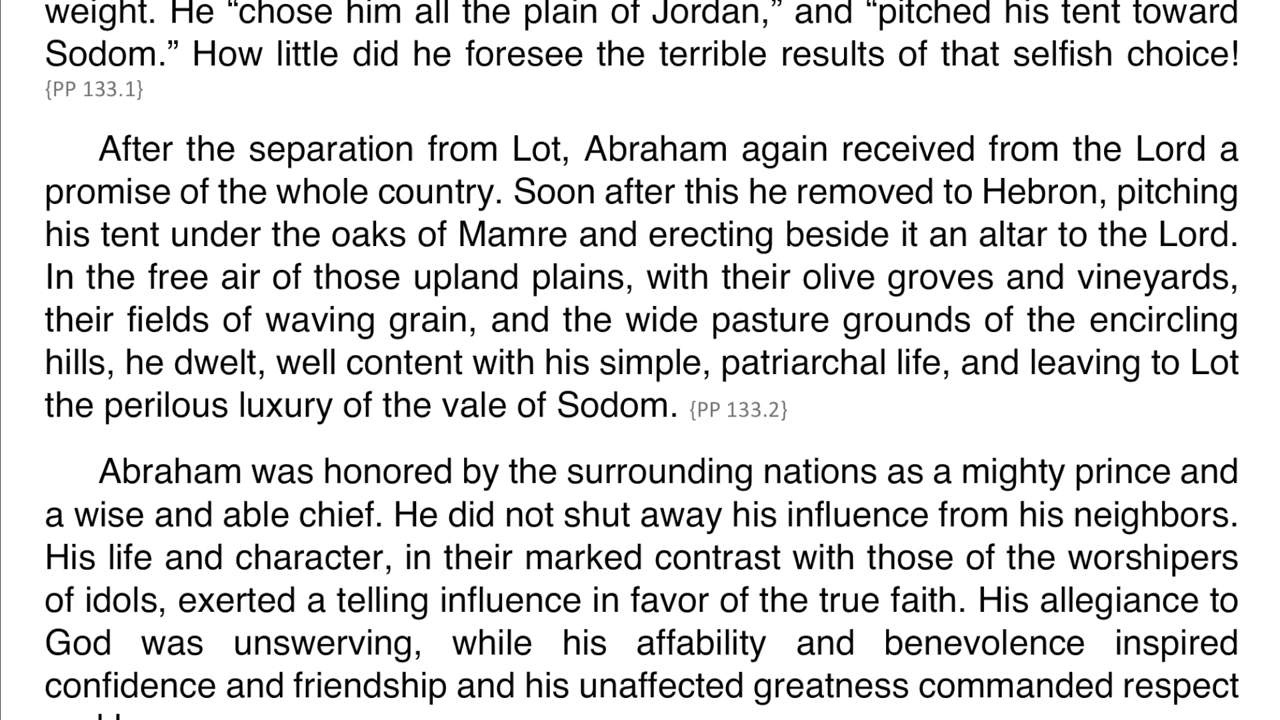 weight. He “chose him all the plain of Jordan,” and “pitched his tent toward
Sodom.” How little did he foresee the terrible results of that selfish choice!
{PP 133.1}
After the separation from Lot, Abraham again received from the Lord a
promise of the whole country. Soon after this he removed to Hebron, pitching
his tent under the oaks of Mamre and erecting beside it an altar to the Lord.
In the free air of those upland plains, with their olive groves and vineyards,
their fields of waving grain, and the wide pasture grounds of the encircling
hills, he dwelt, well content with his simple, patriarchal life, and leaving to Lot
the perilous luxury of the vale of Sodom. {PP 133.2}
Abraham was honored by the surrounding nations as a mighty prince and
a wise and able chief. He did not shut away his influence from his neighbors.
His life and character, in their marked contrast with those of the worshipers
of idols, exerted a telling influence in favor of the true faith. His allegiance to
God was unswerving, while his affability and benevolence inspired
confidence and friendship and his unaffected greatness commanded respect